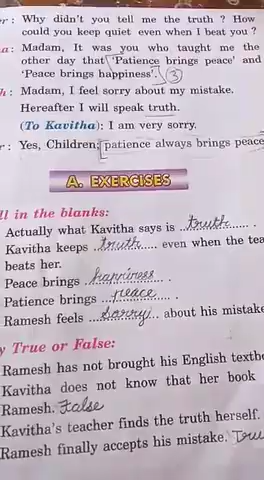 r : Why didn't you tell me the truth ? How
could you keep quiet even when I beat you ?
a : Madam, It was you who taught me the
other day that 'Patience brings peace' and
'Peace brings happiness'. 3
h : Madam, I feel sorry about my mistake.
Hereafter I will speak truth.
(To Kavitha) : I am very sorry.
r : Yes, Children; patience always brings peace
A. EXERCISES
ll in the blanks:
Actually what Kavitha says is ..truth.... .
Kavitha keeps ..truth..... even when the tea
beats her.
Peace brings ..happiness.. .
Patience brings ...peace... .
Ramesh feels ...sorry... about his mistake
y True or False:
Ramesh has not brought his English textb
Kavitha does not know that her book
Ramesh. False
Kavitha's teacher finds the truth herself.
Ramesh finally accepts his mistake. Tru